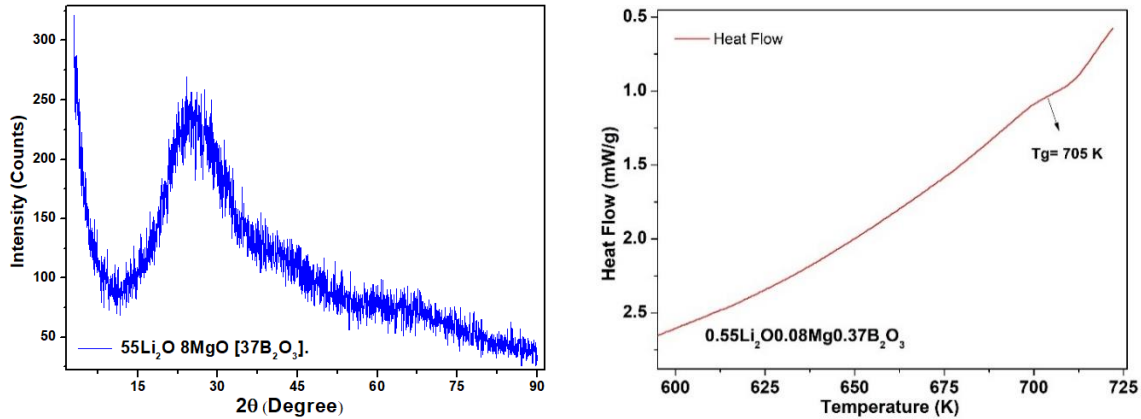 Intensity (Counts)
300
250
200
150
100
50
55Li₂O 8MgO [37B₂O₃].
15
30
45
60
75
90
2θ (Degree)
Heat Flow (mW/g)
0.5
1.0
1.5
2.0
2.5
Heat Flow
Tg= 705 K
0.55Li₂O0.08Mg0.37B₂O₃
600
625
650
675
700
725
Temperature (K)